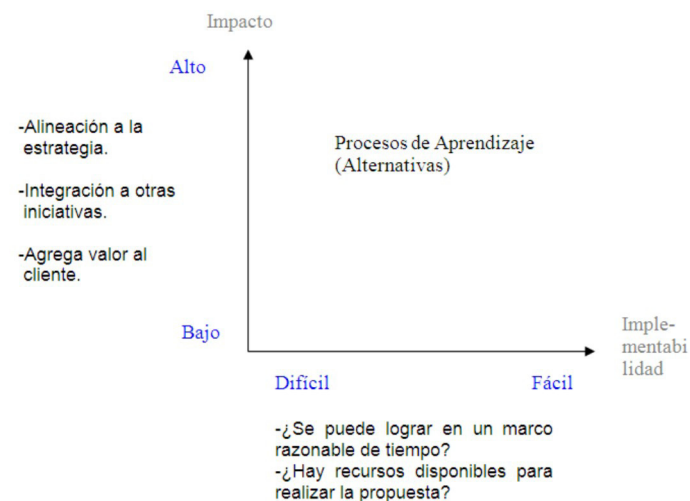 Impacto
Alto
-Alineación a la
estrategia.
-Integración a otras
iniciativas.
-Agrega valor al
cliente.
Procesos de Aprendizaje
(Alternativas)
Bajo
Imple-
mentabi
lidad
Difícil
Fácil
-¿Se puede lograr en un marco
razonable de tiempo?
-¿Hay recursos disponibles para
realizar la propuesta?